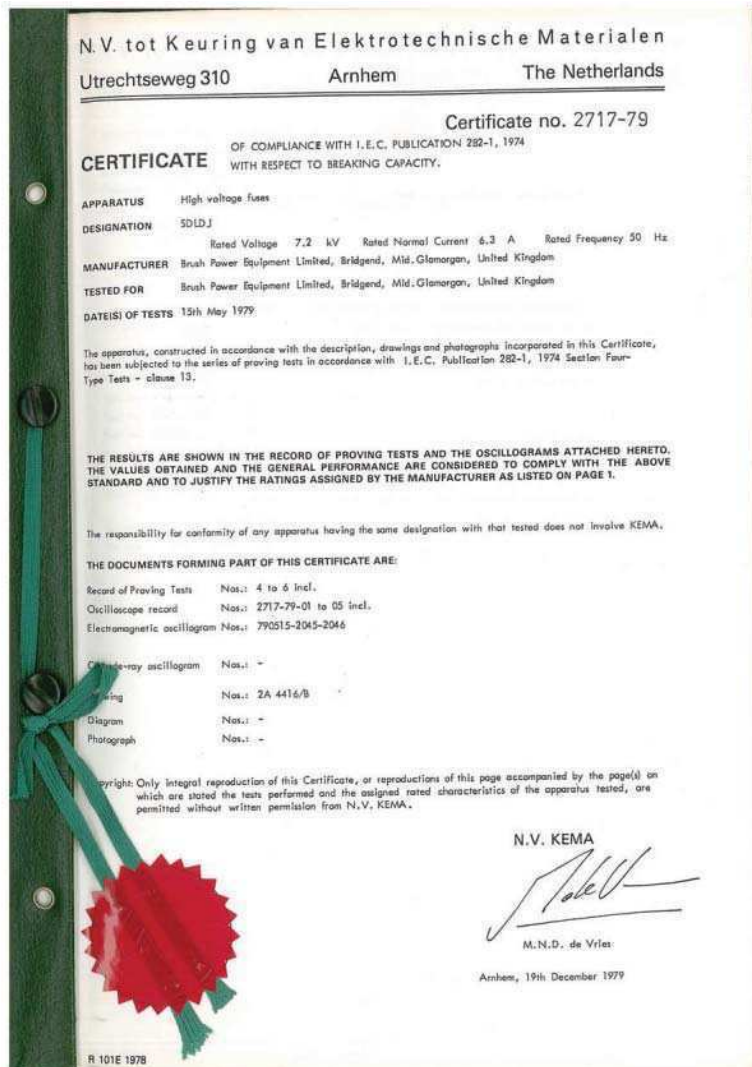 N.V. tot Keuring van Elektrotechnische Materialen
Utrechtseweg 310 Arnhem The Netherlands
Certificate no. 2717-79
CERTIFICATE OF COMPLIANCE WITH I.E.C. PUBLICATION 282-1, 1974
WITH RESPECT TO BREAKING CAPACITY.
APPARATUS High voltage fuses
DESIGNATION 5DLDJ
Rated Voltage 7.2 kV Rated Normal Current 6.3 A Rated Frequency 50 Hz
MANUFACTURER Brush Power Equipment Limited, Bridgend, Mid.Glamorgan, United Kingdom
TESTED FOR Brush Power Equipment Limited, Bridgend, Mid.Glamorgan, United Kingdom
DATE(S) OF TESTS 15th May 1979
The apparatus, constructed in accordance with the description, drawings and photographs incorporated in this Certificate,
has been subjected to the series of proving tests in accordance with I.E.C. Publication 282-1, 1974 Section Four-
Type Tests - clause 13.
THE RESULTS ARE SHOWN IN THE RECORD OF PROVING TESTS AND THE OSCILLOGRAMS ATTACHED HERETO.
THE VALUES OBTAINED AND THE GENERAL PERFORMANCE ARE CONSIDERED TO COMPLY WITH THE ABOVE
STANDARD AND TO JUSTIFY THE RATINGS ASSIGNED BY THE MANUFACTURER AS LISTED ON PAGE 1.
The responsibility for conformity of any apparatus having the same designation with that tested does not involve KEMA.
THE DOCUMENTS FORMING PART OF THIS CERTIFICATE ARE:
Record of Proving Tests Nos.: 4 to 6 incl.
Oscilloscope record Nos.: 2717-79-01 to 05 incl.
Electromagnetic oscillogram Nos.: 790515-2045-2046
-ray oscillogram Nos.: -
wing Nos.: 2A 4416/B
Diagram Nos.: -
Photograph Nos.: -
pyright: Only integral reproduction of this Certificate, or reproductions of this page accompanied by the page(s) on
which are stated the tests performed and the assigned rated characteristics of the apparatus tested, are
permitted without written permission from N.V. KEMA.
N.V. KEMA
M.N.D. de Vries
Arnhem, 19th December 1979
R 101E 1978